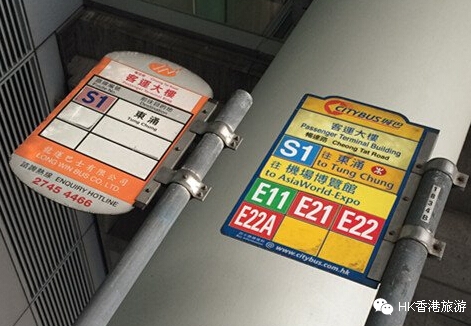 客運大樓
S1
東涌
Tung Chung
龍運巴士有限公司
LONG WIN BUS CO. LTD
詢問熱線 ENQUIRY HOTLINE
2745 4466
CITYBUS 城巴
客運大樓
Passenger Terminal Building
暢達路 Cheong Tat Road
S1 往 東涌
to Tung Chung
往 機場博覽館
to AsiaWorld-Expo
E11 E21 E22
E22A
www.citybus.com.hk
HK香港旅游